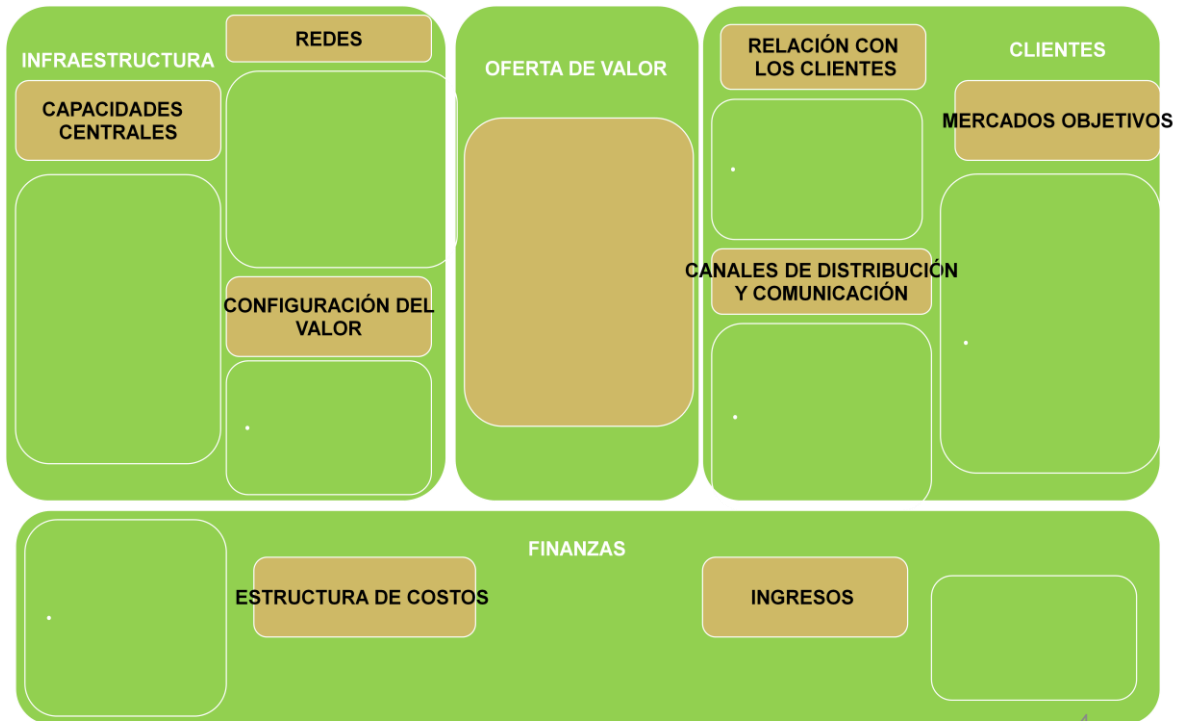 INFRAESTRUCTURA
CAPACIDADES
CENTRALES
REDES
CONFIGURACIÓN DEL
VALOR
OFERTA DE VALOR
RELACIÓN CON
LOS CLIENTES
CANALES DE DISTRIBUCIÓN
Y COMUNICACIÓN
CLIENTES
MERCADOS OBJETIVOS
FINANZAS
ESTRUCTURA DE COSTOS
INGRESOS